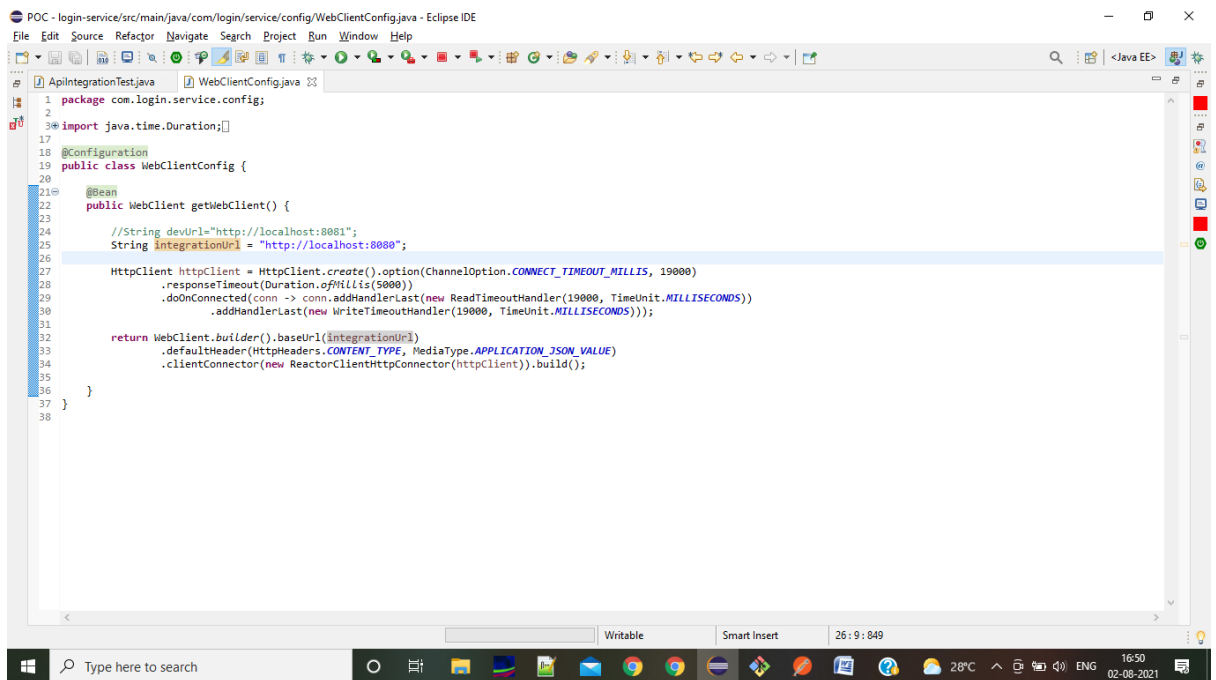 POC - login-service/src/main/java/com/login/service/config/WebClientConfig.java - Eclipse IDE
File Edit Source Refactor Navigate Search Project Run Window Help
<Java EE>
ApiIntegrationTest.java WebClientConfig.java
1 package com.login.service.config;
2
3 import java.time.Duration;
17
18 @Configuration
19 public class WebClientConfig {
20
21 @Bean
22 public WebClient getWebClient() {
23
24 //String devUrl="http://localhost:8081";
25 String integrationUrl = "http://localhost:8080";
26
27 HttpClient httpClient = HttpClient.create().option(ChannelOption.CONNECT_TIMEOUT_MILLIS, 19000)
28 .responseTimeout(Duration.ofMillis(5000))
29 .doOnConnected(conn -> conn.addHandlerLast(new ReadTimeoutHandler(19000, TimeUnit.MILLISECONDS))
30 .addHandlerLast(new WriteTimeoutHandler(19000, TimeUnit.MILLISECONDS)));
31
32 return WebClient.builder().baseUrl(integrationUrl)
33 .defaultHeader(HttpHeaders.CONTENT_TYPE, MediaType.APPLICATION_JSON_VALUE)
34 .clientConnector(new ReactorClientHttpConnector(httpClient)).build();
35
36 }
37 }
38
Writable Smart Insert 26 : 9 : 849
Type here to search 28°C ENG 16:50
02-08-2021